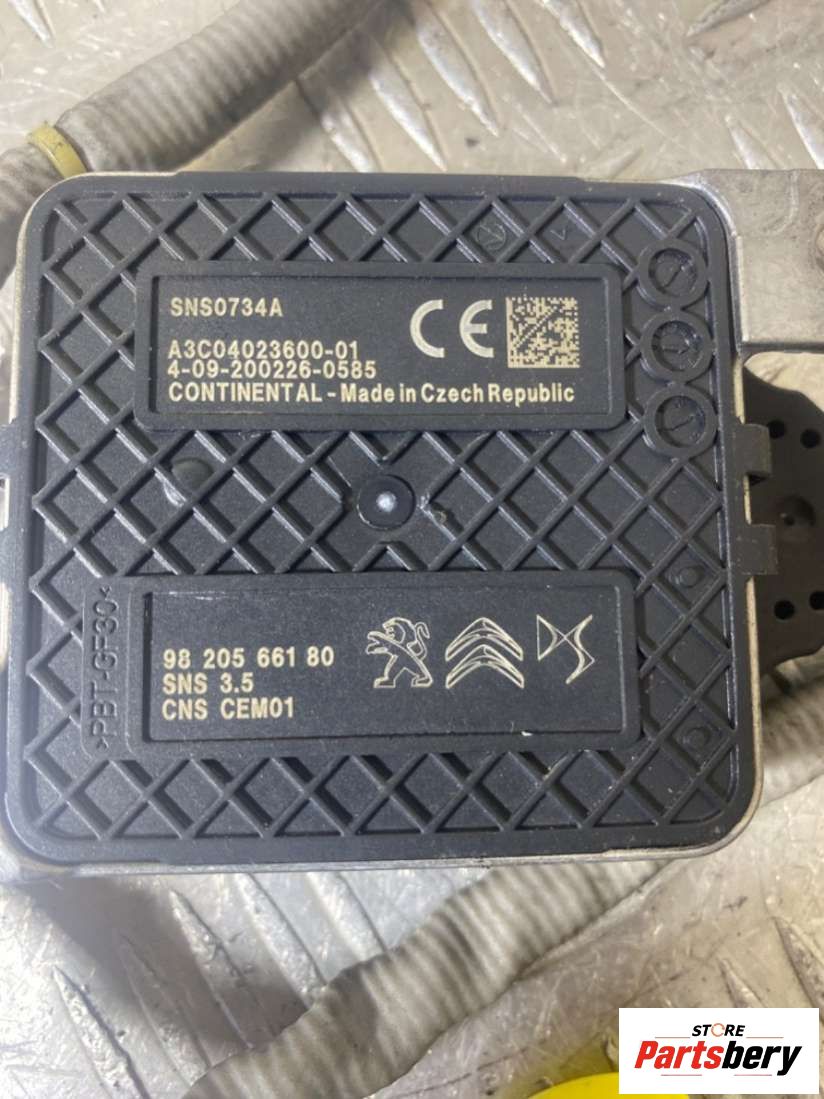 SNS0734A
A3C04023600-01
4-09-200226-0585
CONTINENTAL - Made in Czech Republic
CE
>PBT-GF30<
98 205 661 80
SNS 3.5
CNS CEM01
STORE
Partsbery